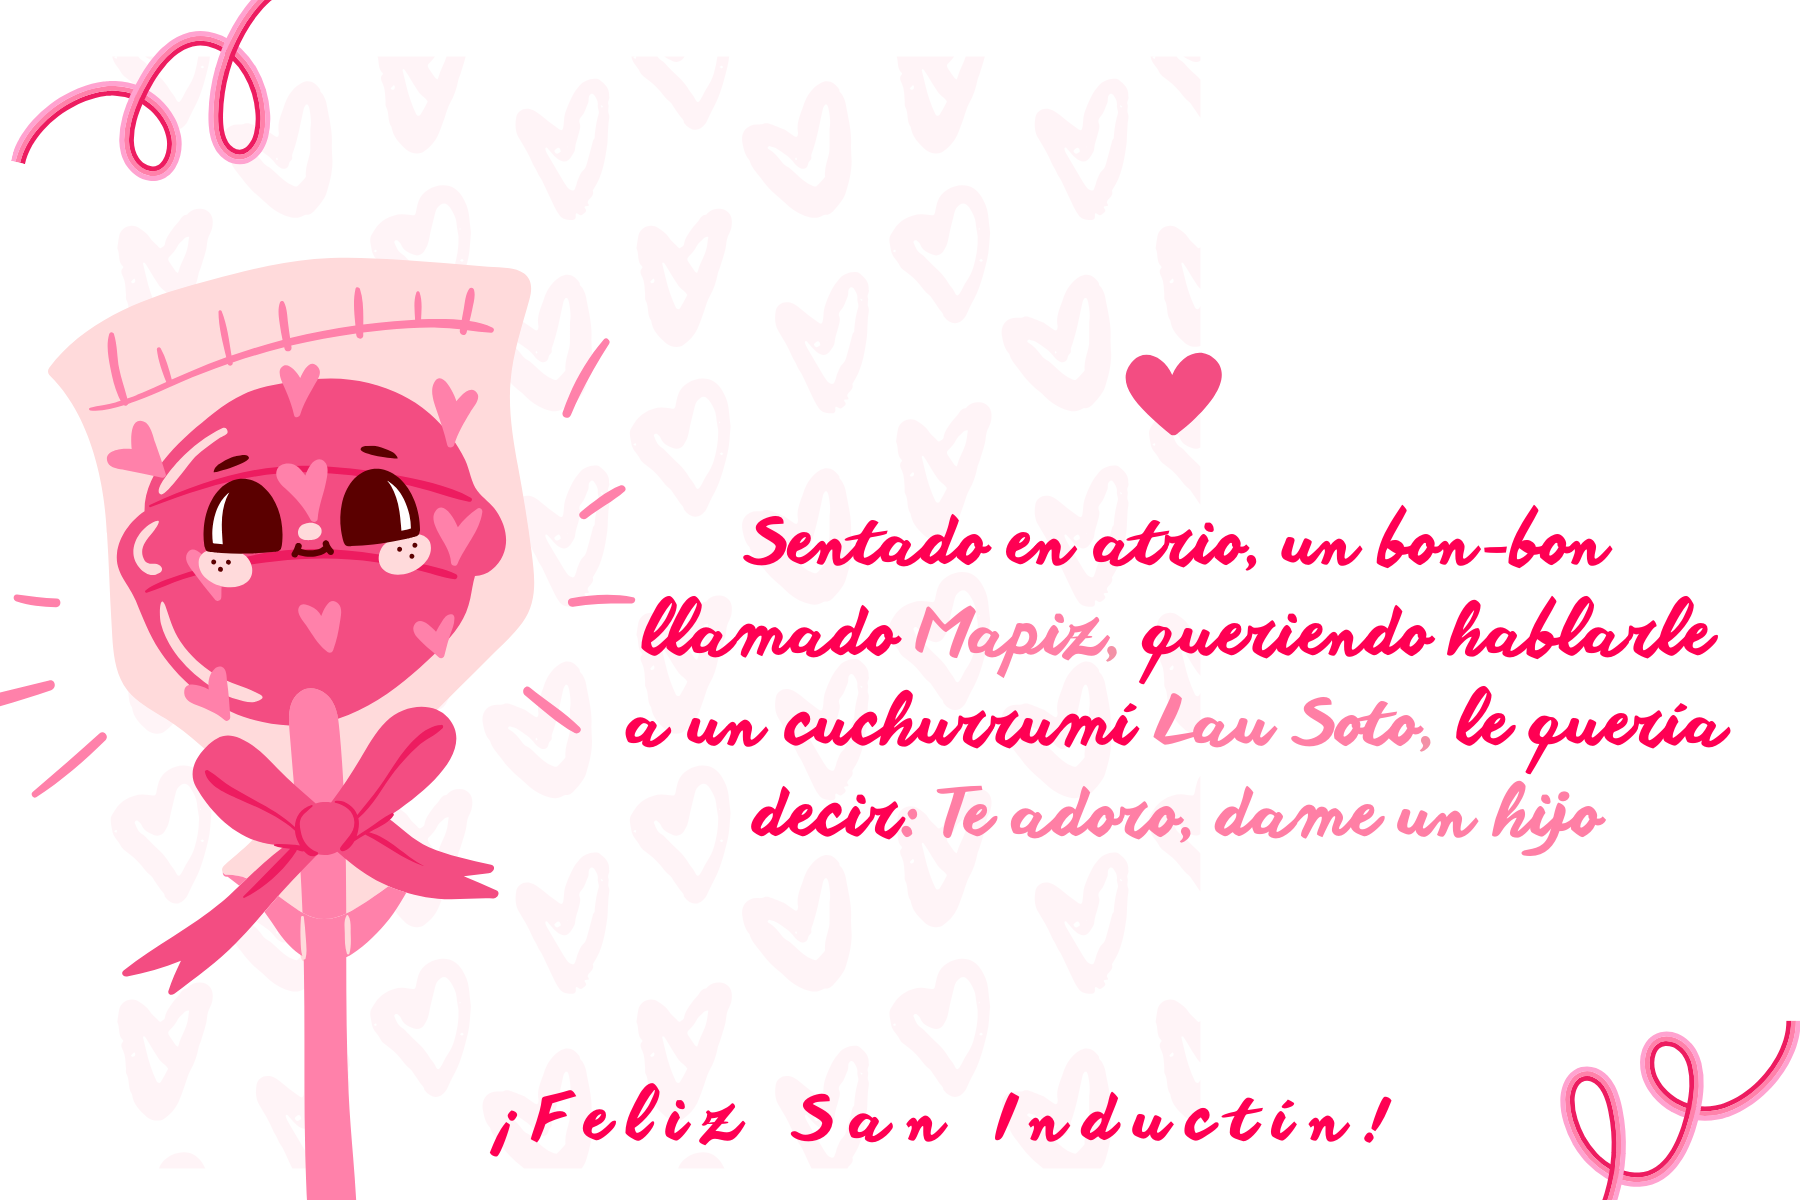 Sentado en atrio, un bon-bon
llamado Mapiz, queriendo hablarle
a un cuchurrumí Lau Soto, le quería
decir: Te adoro, dame un hijo
¡Feliz San Inductín!